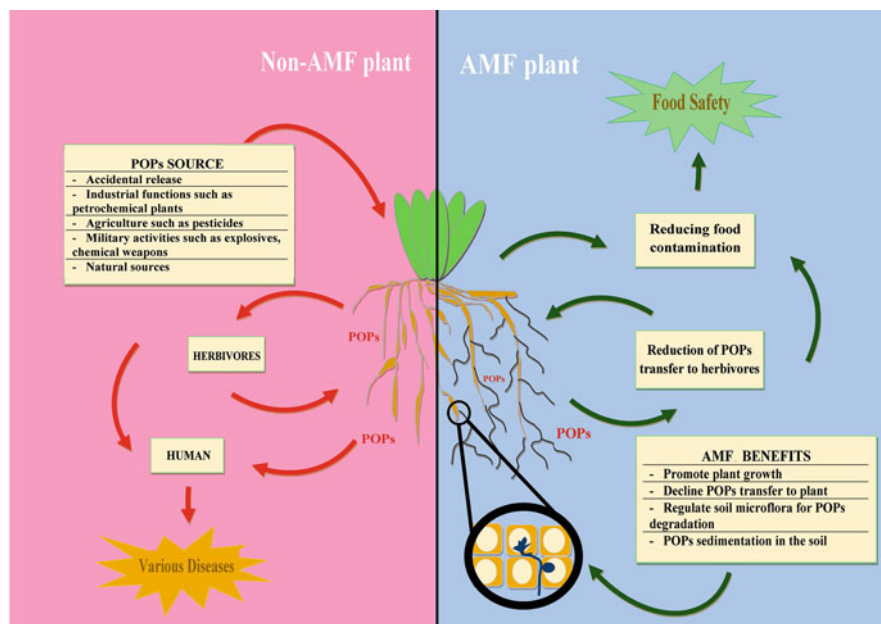 Non-AMF plant
AMF plant
POPs SOURCE
- Accidental release
- Industrial functions such as
petrochemical plants
- Agriculture such as pesticides
- Military activities such as explosives,
chemical weapons
- Natural sources
POPs
HERBIVORES
HUMAN
POPs
Various Diseases
Food Safety
Reducing food
contamination
Reduction of POPs
transfer to herbivores
POPs
POPs
AMF BENEFITS
- Promote plant growth
- Decline POPs transfer to plant
- Regulate soil microflora for POPs
degradation
- POPs sedimentation in the soil